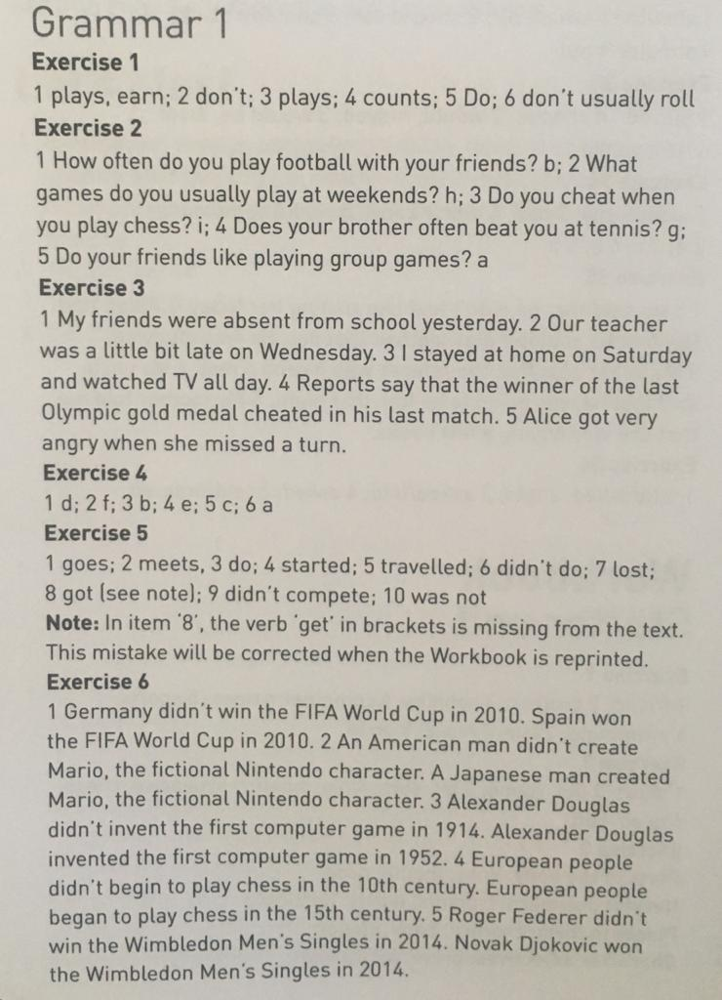 Grammar 1
Exercise 1
1 plays, earn; 2 don't; 3 plays; 4 counts; 5 Do; 6 don't usually roll
Exercise 2
1 How often do you play football with your friends? b; 2 What
games do you usually play at weekends? h; 3 Do you cheat when
you play chess? i; 4 Does your brother often beat you at tennis? g;
5 Do your friends like playing group games? a
Exercise 3
1 My friends were absent from school yesterday. 2 Our teacher
was a little bit late on Wednesday. 3 I stayed at home on Saturday
and watched TV all day. 4 Reports say that the winner of the last
Olympic gold medal cheated in his last match. 5 Alice got very
angry when she missed a turn.
Exercise 4
1 d; 2 f; 3 b; 4 e; 5 c; 6 a
Exercise 5
1 goes; 2 meets, 3 do; 4 started; 5 travelled; 6 didn't do; 7 lost;
8 got (see note); 9 didn't compete; 10 was not
Note: In item '8', the verb 'get' in brackets is missing from the text.
This mistake will be corrected when the Workbook is reprinted.
Exercise 6
1 Germany didn't win the FIFA World Cup in 2010. Spain won
the FIFA World Cup in 2010. 2 An American man didn't create
Mario, the fictional Nintendo character. A Japanese man created
Mario, the fictional Nintendo character. 3 Alexander Douglas
didn't invent the first computer game in 1914. Alexander Douglas
invented the first computer game in 1952. 4 European people
didn't begin to play chess in the 10th century. European people
began to play chess in the 15th century. 5 Roger Federer didn't
win the Wimbledon Men's Singles in 2014. Novak Djokovic won
the Wimbledon Men's Singles in 2014.